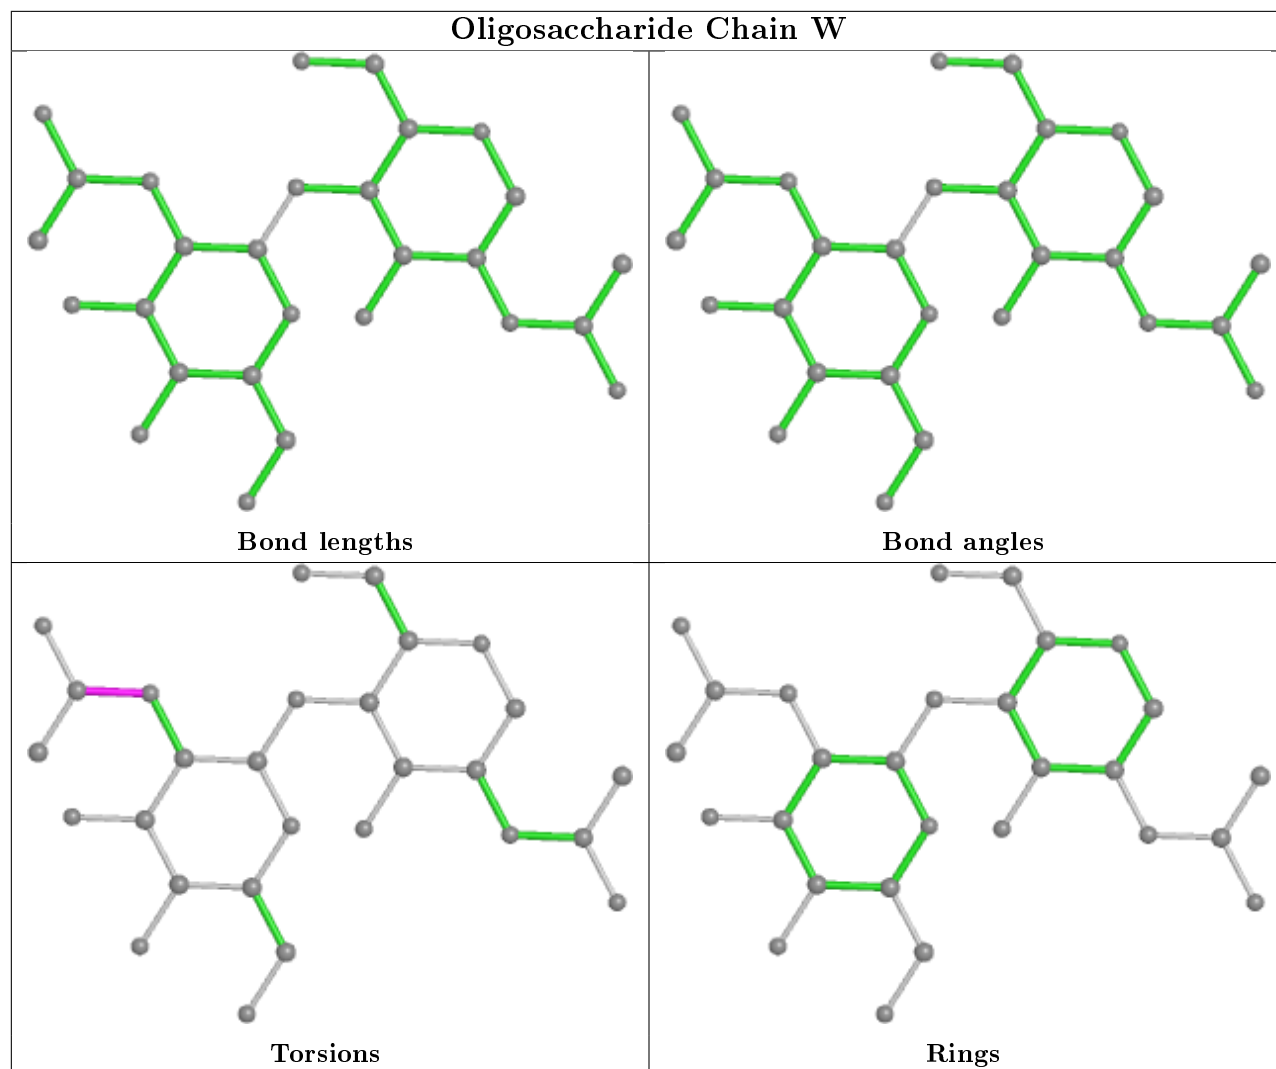 Oligosaccharide Chain W
Bond lengths
Bond angles
Torsions
Rings